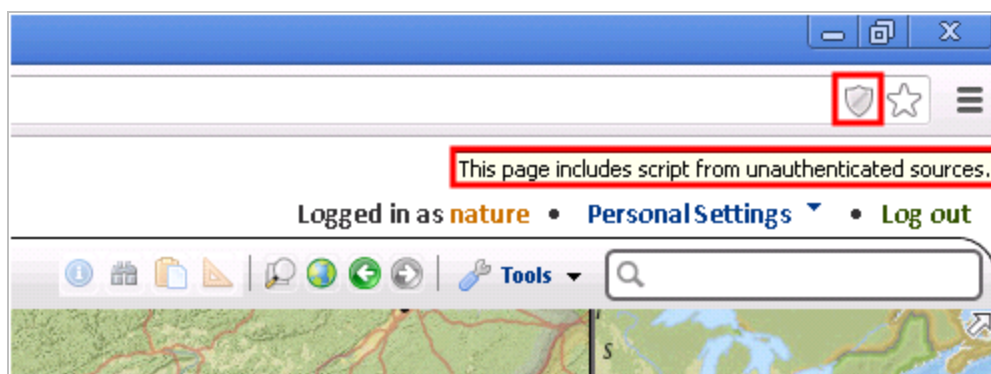 This page includes script from unauthenticated sources.
Logged in as nature • Personal Settings • Log out
Tools
S